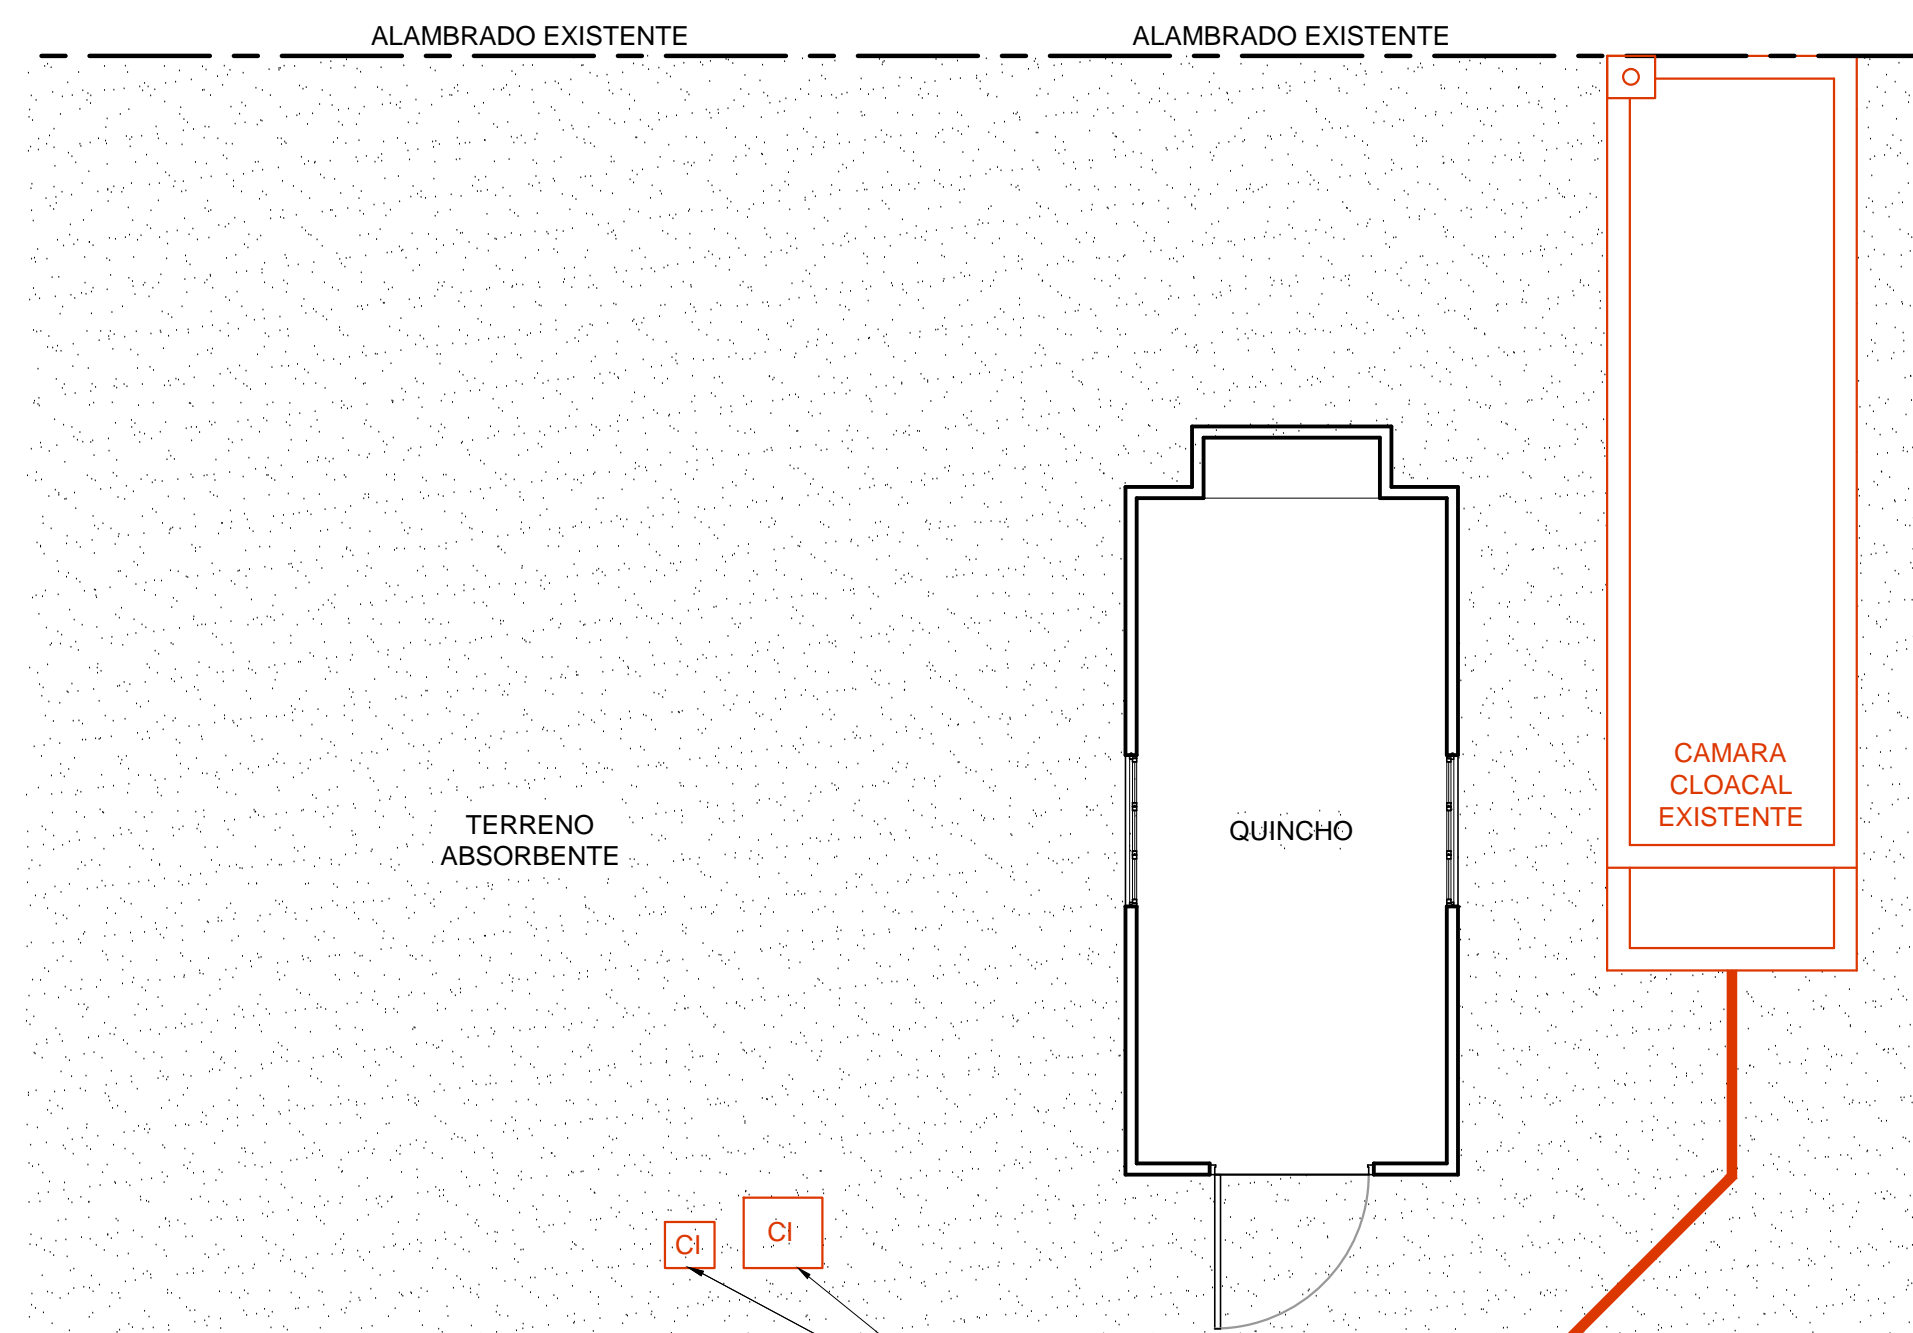 ALAMBRADO EXISTENTE
ALAMBRADO EXISTENTE
CAMARA
CLOACAL
EXISTENTE
TERRENO
ABSORBENTE
QUINCHO
CI
CI